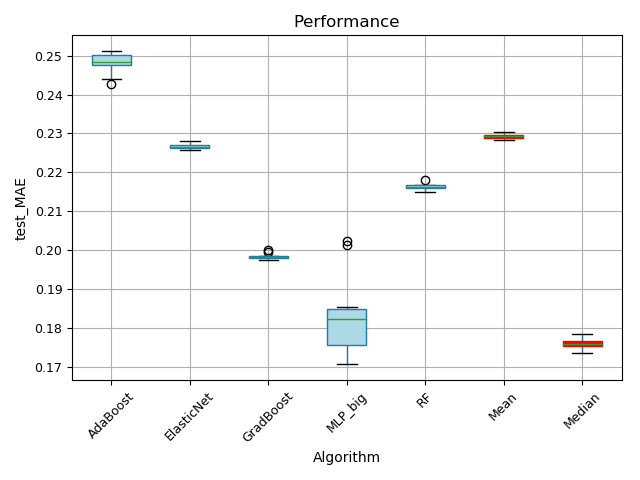 Performance
test_MAE
0.25
0.24
0.23
0.22
0.21
0.20
0.19
0.18
0.17
AdaBoost
ElasticNet
GradBoost
MLP_big
RF
Mean
Median
Algorithm